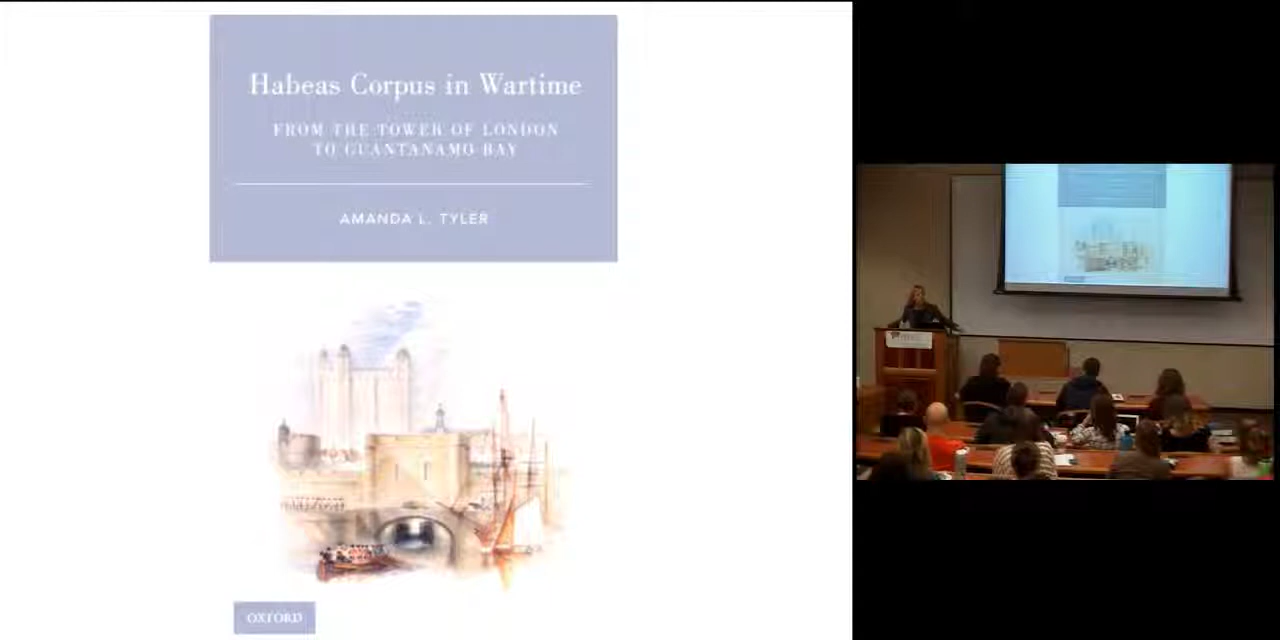 Habeas Corpus in Wartime
FROM THE TOWER OF LONDON
TO GUANTANAMO BAY
AMANDA L. TYLER
OXFORD